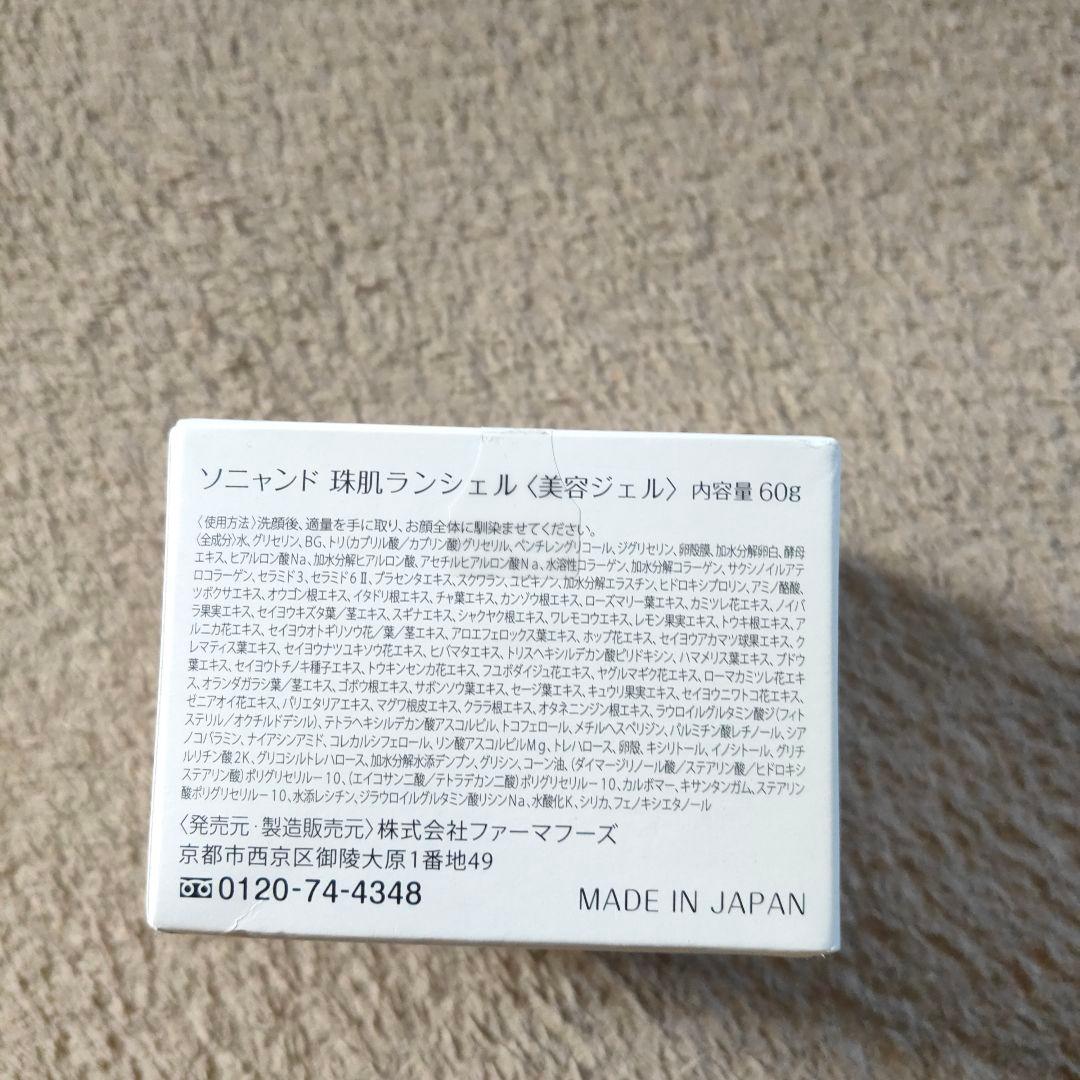 ソニャンド 珠肌ランシェル〈美容ジェル〉 内容量 60g
〈使用方法〉洗顔後、適量を手に取り、お顔全体に馴染ませてください。
〈全成分〉水、グリセリン、BG、トリ(カプリル酸／カプリン酸)グリセリル、ペンチレングリコール、ジグリセリン、卵殻膜、加水分解卵白、酵母
エキス、ヒアルロン酸Na、加水分解ヒアルロン酸、アセチルヒアルロン酸Na、水溶性コラーゲン、加水分解コラーゲン、サクシノイルアテ
ロコラーゲン、セラミド3、セラミド6Ⅱ、プラセンタエキス、スクワラン、ユビキノン、加水分解エラスチン、ヒドロキシプロリン、アミノ酪酸、
ツボクサエキス、オウゴン根エキス、イタドリ根エキス、チャ葉エキス、カンゾウ根エキス、ローズマリー葉エキス、カミツレ花エキス、ノイバ
ラ果実エキス、セイヨウキズタ葉／茎エキス、スギナエキス、シャクヤク根エキス、ワレモコウエキス、レモン果実エキス、トウキ根エキス、ア
ルニカ花エキス、セイヨウオトギリソウ花／葉／茎エキス、アロエフェロックス葉エキス、ホップ花エキス、セイヨウアカマツ球果エキス、ク
レマティス葉エキス、セイヨウナツユキソウ花エキス、ヒバマタエキス、トリスヘキシルデカン酸ピリドキシン、ハマメリス葉エキス、ブドウ
葉エキス、セイヨウトチノキ種子エキス、トウキンセンカ花エキス、フユボダイジュ花エキス、ヤグルマギク花エキス、ローマカミツレ花エキ
ス、オランダガラシ葉／茎エキス、ゴボウ根エキス、サボンソウ葉エキス、セージ葉エキス、キュウリ果実エキス、セイヨウニワトコ花エキス、
ゼニアオイ花エキス、パリエタリアエキス、マグワ根皮エキス、クララ根エキス、オタネニンジン根エキス、ラウロイルグルタミン酸ジ(フィト
ステリル／オクチルドデシル)、テトラヘキシルデカン酸アスコルビル、トコフェロール、メチルヘスペリジン、パルミチン酸レチノール、シア
ノコバラミン、ナイアシンアミド、コレカルシフェロール、リン酸アスコルビルMg、トレハロース、卵殻、キシリトール、イノシトール、グリチ
ルリチン酸2K、グリコシルトレハロース、加水分解水添デンプン、グリシン、コーン油、(ダイマージリノール酸／ステアリン酸／ヒドロキシ
ステアリン酸)ポリグリセリル－10、(エイコサン二酸／テトラデカン二酸)ポリグリセリル－10、カルボマー、キサンタンガム、ステアリン
酸ポリグリセリル－10、水添レシチン、ジラウロイルグルタミン酸リシンNa、水酸化K、シリカ、フェノキシエタノール
〈発売元・製造販売元〉株式会社ファーマフーズ
京都市西京区御陵大原1番地49
0120-74-4348
MADE IN JAPAN